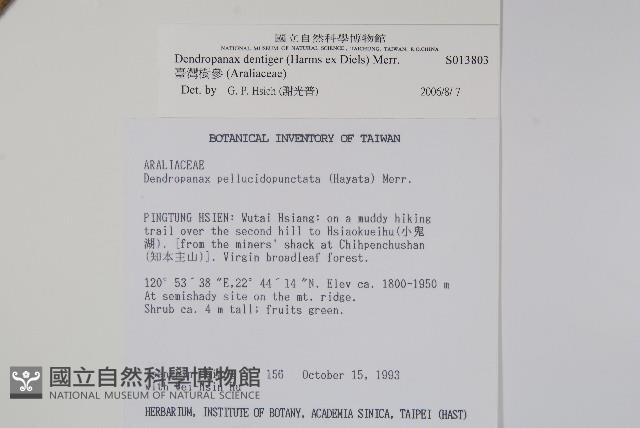 國立自然科學博物館
NATIONAL MUSEUM OF NATURAL SCIENCE, TAICHUNG, TAIWAN, R.O.CHINA
Dendropanax dentiger (Harms ex Diels) Merr. S013803
臺灣樹參 (Araliaceae)
Det. by G. P. Hsieh (謝光普) 2006/8/ 7
BOTANICAL INVENTORY OF TAIWAN
ARALIACEAE
Dendropanax pellucidopunctata (Hayata) Merr.
PINGTUNG HSIEN: Wutai Hsiang: on a muddy hiking
trail over the second hill to Hsiaokueihu(小鬼
湖). [from the miners' shack at Chihpenchushan
(知本主山)]. Virgin broadleaf forest.
120° 53′38″E,22° 44′14″N. Elev ca. 1800-1950 m
At semishady site on the mt. ridge.
Shrub ca. 4 m tall; fruits green.
156 October 15, 1993
HERBARIUM, INSTITUTE OF BOTANY, ACADEMIA SINICA, TAIPEI (HAST)
國立自然科學博物館
NATIONAL MUSEUM OF NATURAL SCIENCE